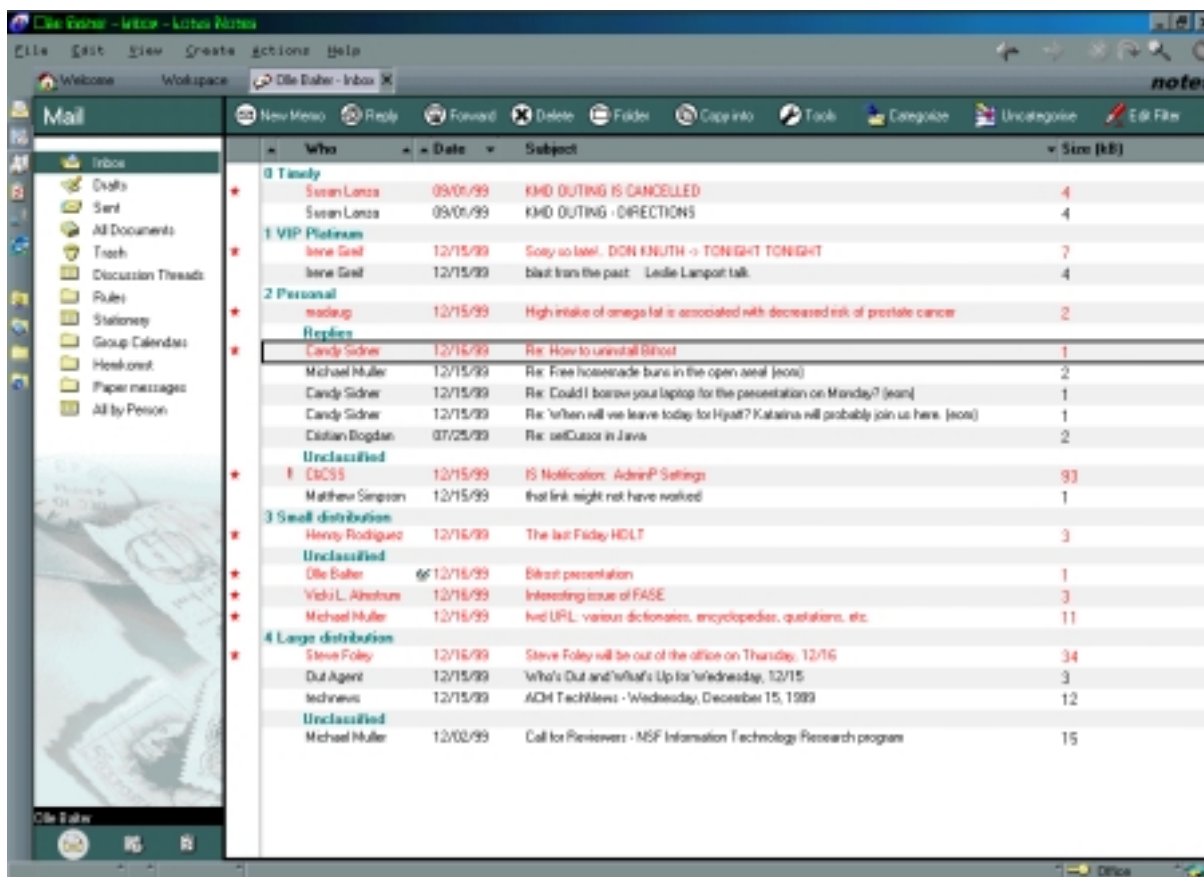 Olle Balter - Inbox - Lotus Notes
File Edit View Create Actions Help
Welcome Workspace Olle Balter - Inbox
notes
Mail
New Memo Reply Forward Delete Folder Copy into Tools Categorize Uncategorise Edit Filter
Who Date Subject Size (kB)
Inbox
Drafts
Sent
All Documents
Trash
Discussion Threads
Rules
Stationery
Group Calendars
Hemkomst
Paper messages
All by Person
0 Timely
Susan Lanza 09/01/99 KMD OUTING IS CANCELLED 4
Susan Lanza 09/01/99 KMD OUTING - DIRECTIONS 4
1 VIP Platinum
Irene Greif 12/15/99 Sorry so late!.. DON KNUTH -> TONIGHT TONIGHT 7
Irene Greif 12/15/99 blast from the past: Leslie Lamport talk 4
2 Personal
12/15/99 High intake of omega fat is associated with decreased risk of prostate cancer 2
Replies
Candy Sidner 12/16/99 Re: How to uninstall Bifrost 1
Michael Muller 12/15/99 Re: Free homemade buns in the open area! (eom) 2
Candy Sidner 12/15/99 Re: Could I borrow your laptop for the presentation on Monday? (eom) 1
Candy Sidner 12/15/99 Re: When will we leave today for Hyatt? Katarina will probably join us here. (eom) 1
Cristian Bogdan 07/25/99 Re: setCursor in Java 2
Unclassified
! 12/15/99 IS Notification: AdminP Settings 93
Matthew Simpson 12/15/99 that link might not have worked 1
3 Small distribution
Henry Rodriguez 12/16/99 The last Friday HOLT 3
Unclassified
Olle Balter 12/16/99 Bifrost presentation 1
Vicki L. 12/16/99 Interesting issue of FASE 3
Michael Muller 12/16/99 fwd URL: various dictionaries, encyclopedias, quotations, etc. 11
4 Large distribution
Steve Foley 12/16/99 Steve Foley will be out of the office on Thursday, 12/16 34
Out Agent 12/15/99 Who's Out and What's Up for Wednesday, 12/15 3
technews 12/15/99 ACM TechNews - Wednesday, December 15, 1999 12
Unclassified
Michael Muller 12/02/99 Call for Reviewers - NSF Information Technology Research program 15
Olle Balter
Office